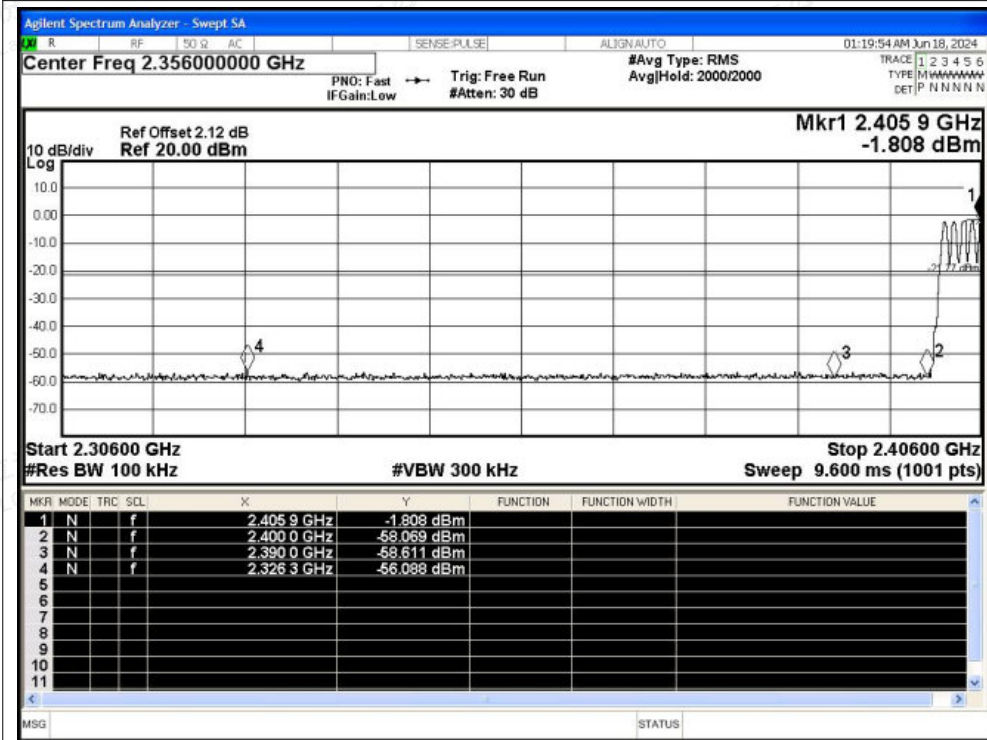 Agilent Spectrum Analyzer - Swept SA
LXI R RF 50 Ω AC SENSE:PULSE ALIGNAUTO 01:19:54 AM Jun 18, 2024
Center Freq 2.356000000 GHz
PNO: Fast
IFGain:Low
Trig: Free Run
#Atten: 30 dB
#Avg Type: RMS
Avg|Hold: 2000/2000
TRACE 1 2 3 4 5 6
TYPE M
DET P N N N N N
Mkr1 2.405 9 GHz
-1.808 dBm
Ref Offset 2.12 dB
10 dB/div Ref 20.00 dBm
Log
10.0
0.00
-10.0
-20.0
-30.0
-40.0
-50.0
-60.0
-70.0
1
dBm
4
3
2
Start 2.30600 GHz Stop 2.40600 GHz
#Res BW 100 kHz #VBW 300 kHz Sweep 9.600 ms (1001 pts)
MKR MODE TRC SCL X Y FUNCTION FUNCTION WIDTH FUNCTION VALUE
1 N f 2.405 9 GHz -1.808 dBm
2 N f 2.400 0 GHz -58.069 dBm
3 N f 2.390 0 GHz -58.611 dBm
4 N f 2.326 3 GHz -56.088 dBm
5
6
7
8
9
10
11
MSG STATUS